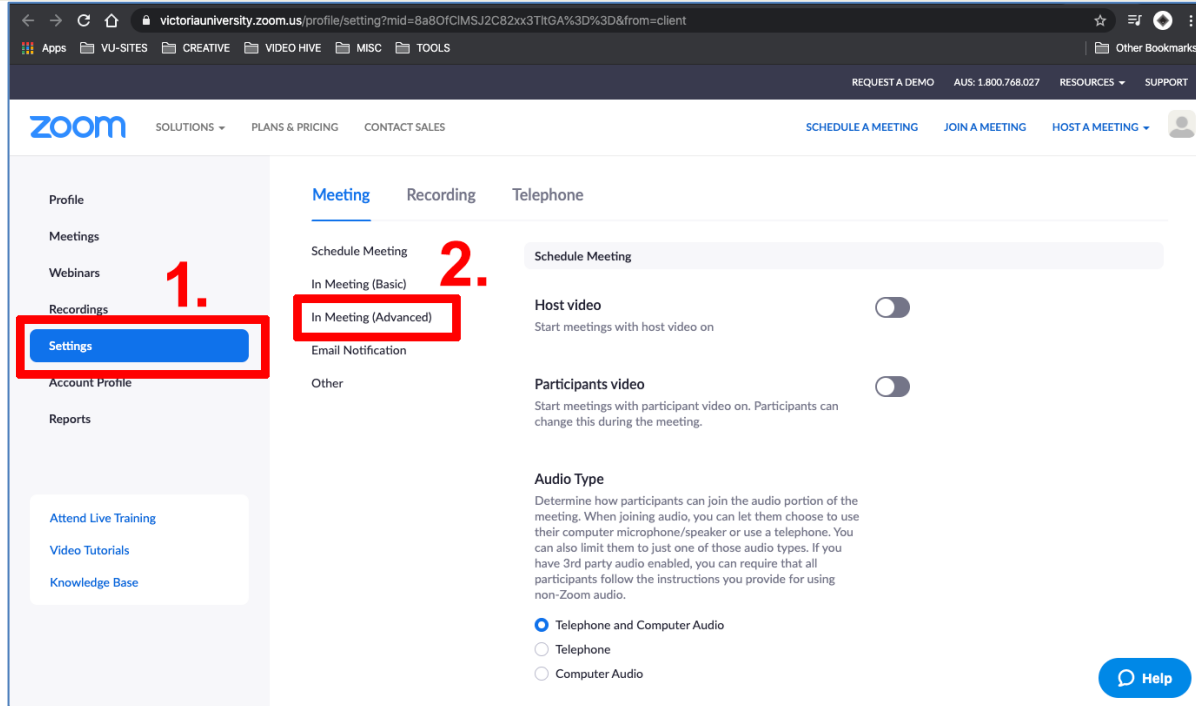 victoriauniversity.zoom.us/profile/setting?mid=8a8OfClMSJ2C82xx3TltGA%3D%3D&from=client
Apps VU-SITES CREATIVE VIDEO HIVE MISC TOOLS Other Bookmarks
REQUEST A DEMO AUS: 1.800.768.027 RESOURCES SUPPORT
zoom SOLUTIONS PLANS & PRICING CONTACT SALES SCHEDULE A MEETING JOIN A MEETING HOST A MEETING
Profile
Meetings
Webinars
1.
Recordings
Settings
Account Profile
Reports
Attend Live Training
Video Tutorials
Knowledge Base
Meeting Recording Telephone
Schedule Meeting
2.
In Meeting (Basic)
In Meeting (Advanced)
Email Notification
Other
Schedule Meeting
Host video
Start meetings with host video on
Participants video
Start meetings with participant video on. Participants can
change this during the meeting.
Audio Type
Determine how participants can join the audio portion of the
meeting. When joining audio, you can let them choose to use
their computer microphone/speaker or use a telephone. You
can also limit them to just one of those audio types. If you
have 3rd party audio enabled, you can require that all
participants follow the instructions you provide for using
non-Zoom audio.
Telephone and Computer Audio
Telephone
Computer Audio
Help